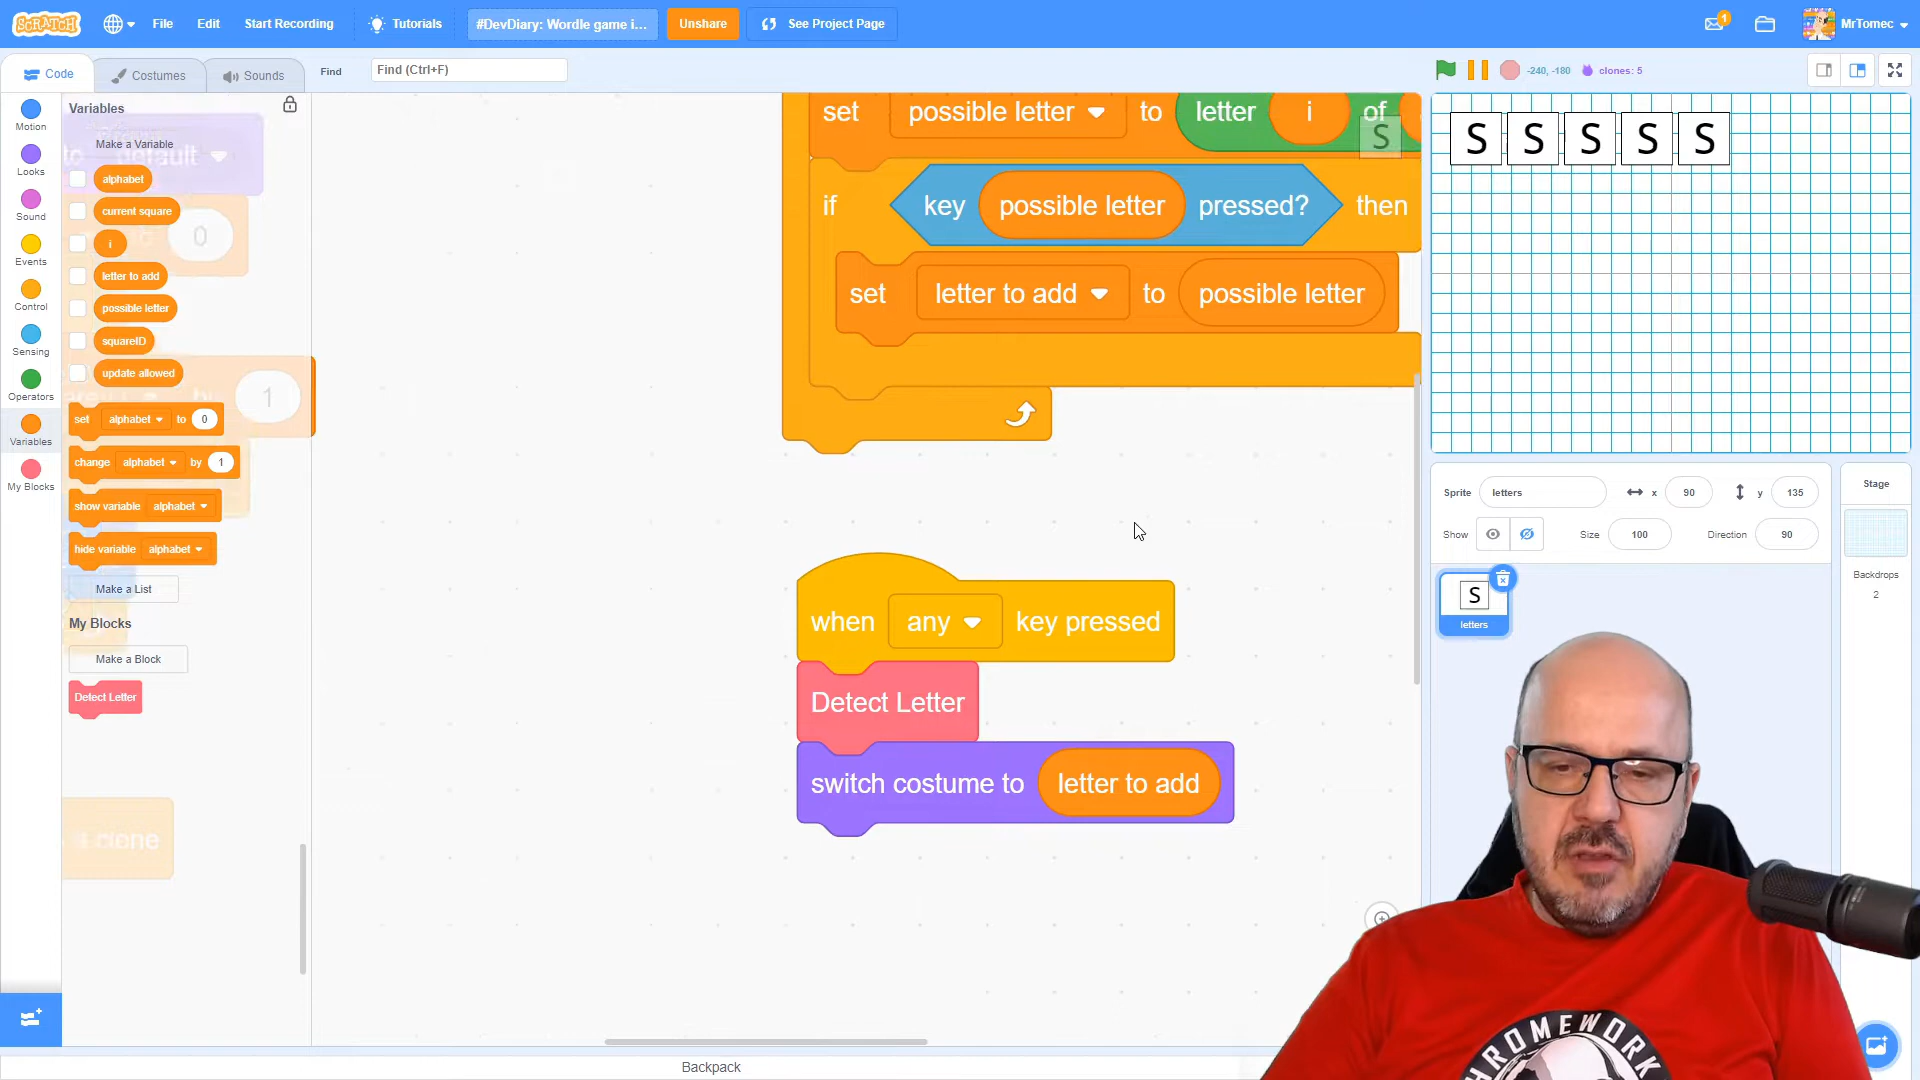 SCRATCH
File
Edit
Start Recording
Tutorials
#DevDiary: Wordle game i...
Unshare
See Project Page
1
MrTomec
Code
Costumes
Sounds
Find
Find (Ctrl+F)
-240, -180
clones: 5
Motion
Looks
Sound
Events
Control
Sensing
Operators
Variables
My Blocks
Variables
Make a Variable
default
alphabet
current square
0
i
letter to add
possible letter
squareID
update allowed
1
set alphabet to 0
change alphabet by 1
show variable alphabet
hide variable alphabet
Make a List
My Blocks
Make a Block
Detect Letter
clone
set possible letter to letter i of
S
if key possible letter pressed? then
set letter to add to possible letter
when any key pressed
Detect Letter
switch costume to letter to add
Backpack
S S S S S
Sprite letters x 90 y 135
Show Size 100 Direction 90
S
letters
Stage
Backdrops
2
HROMEWORK